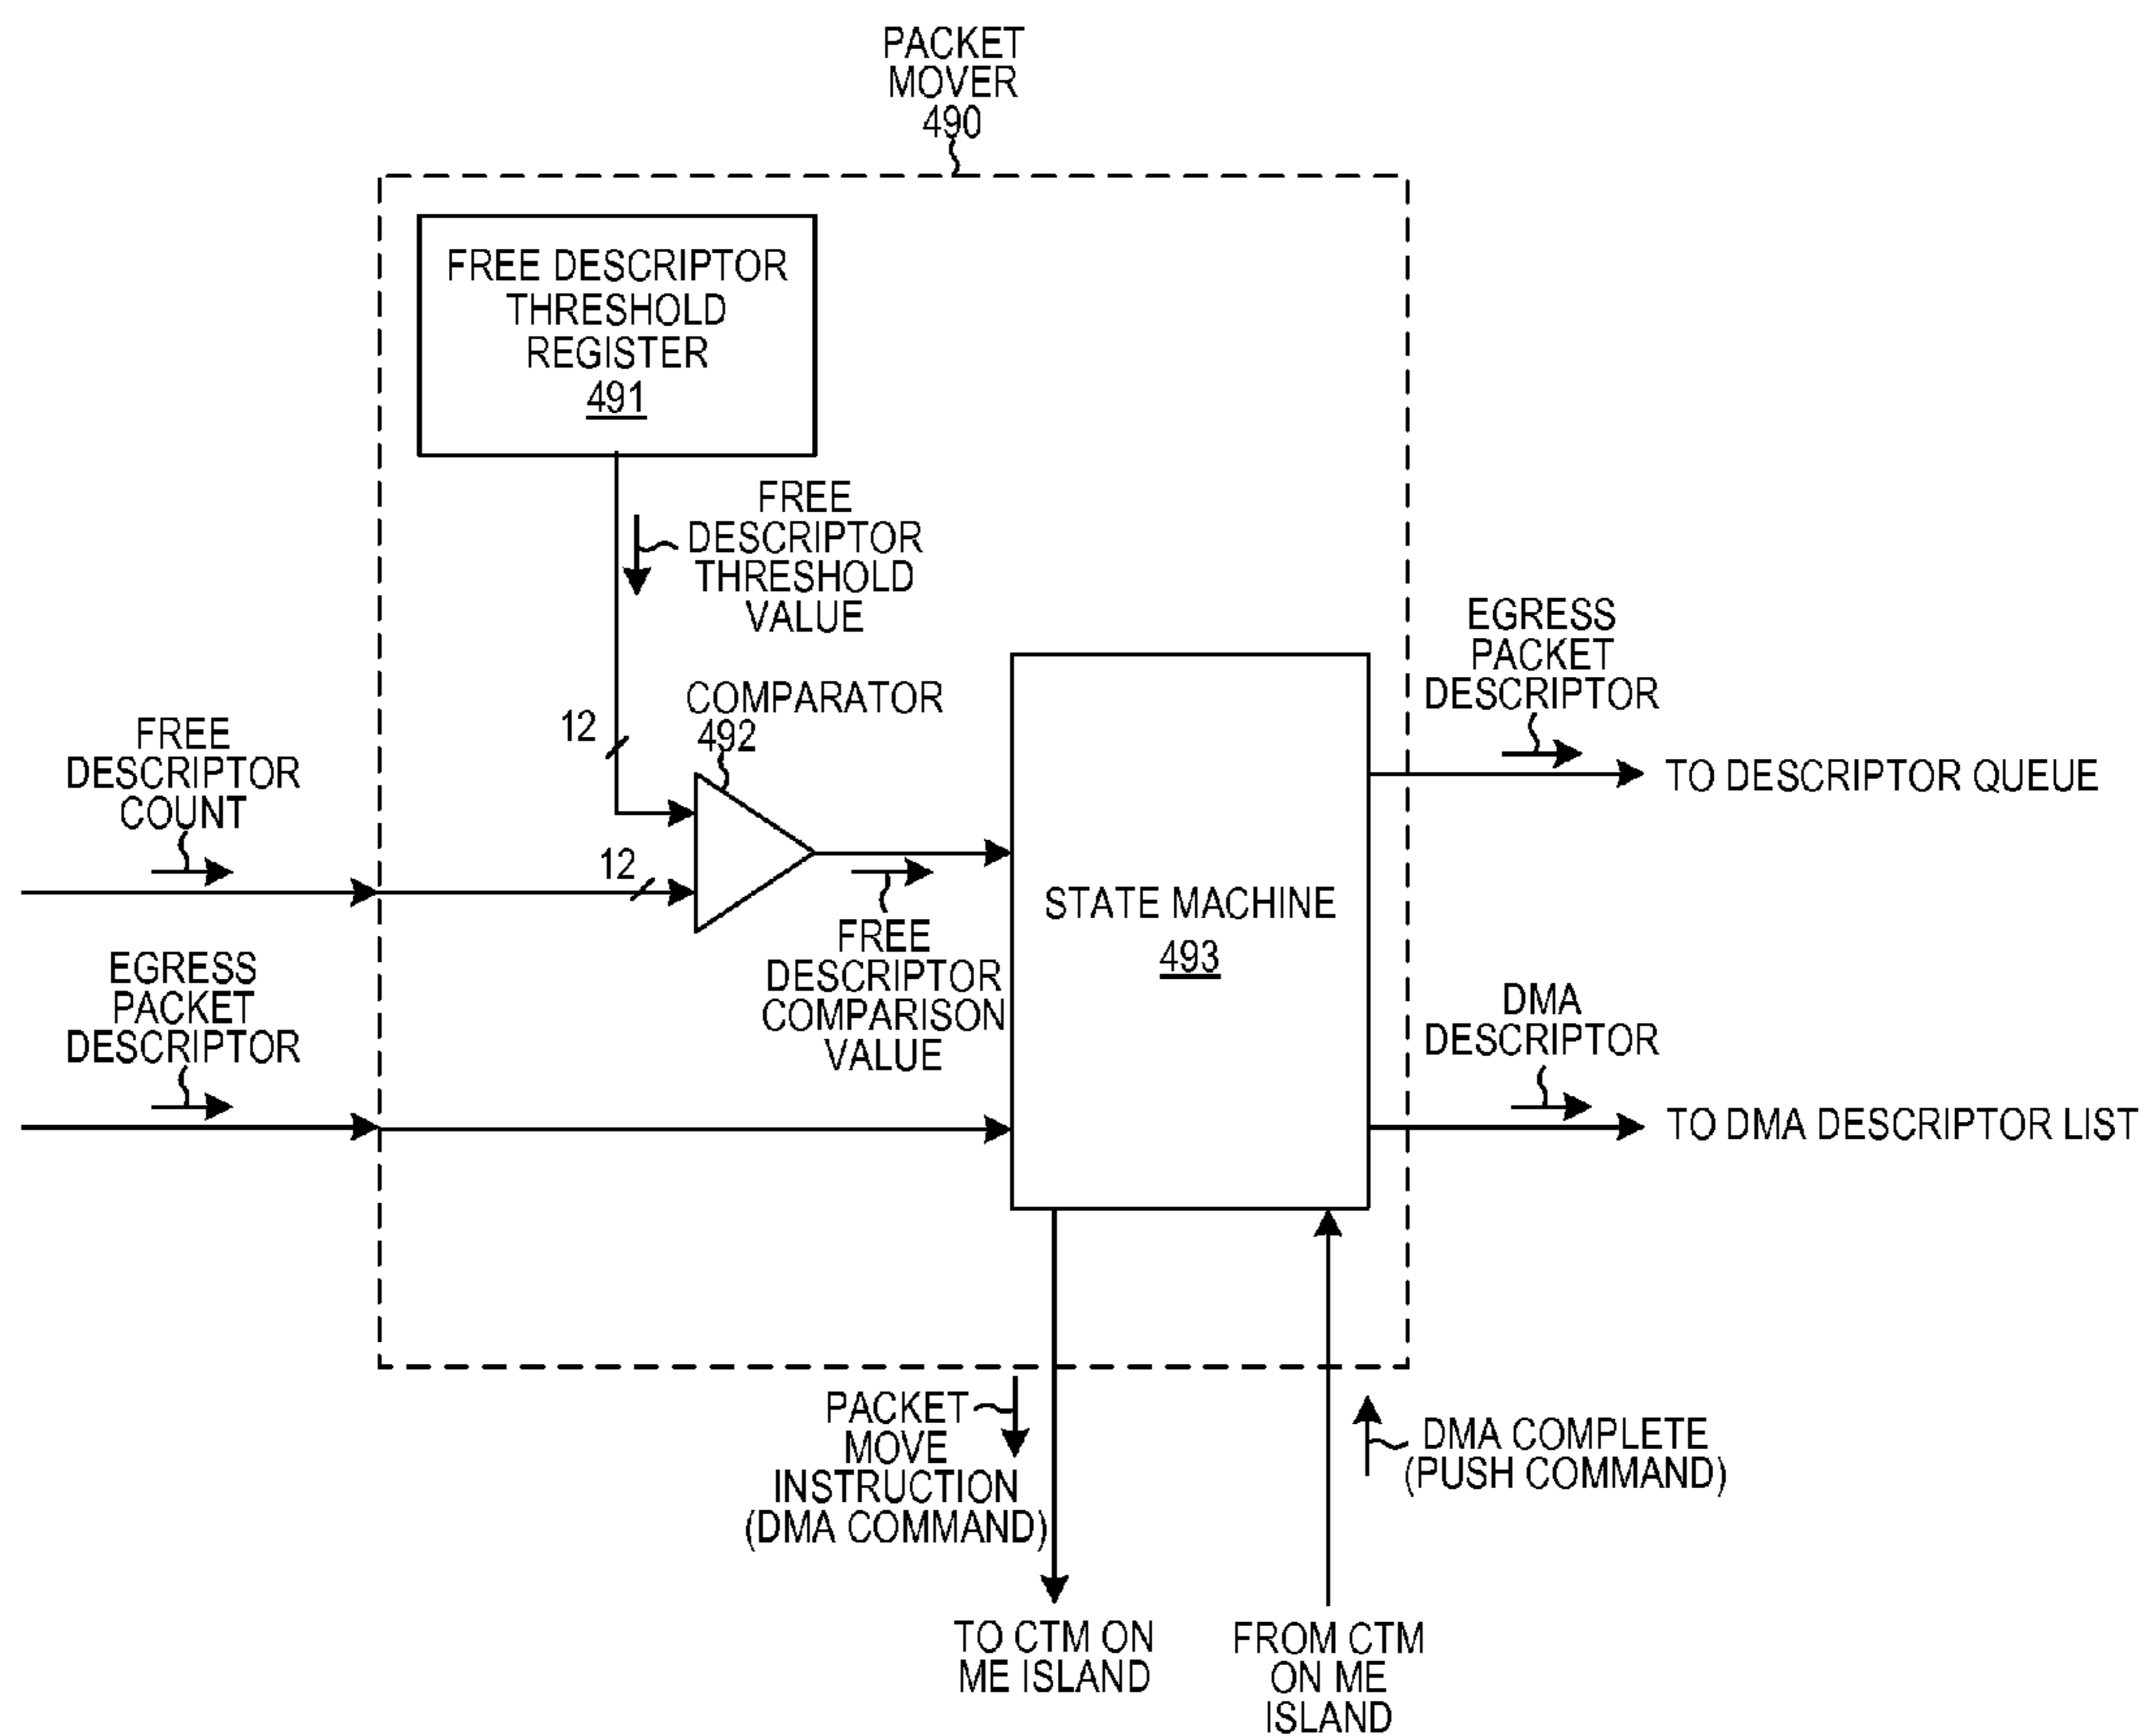 PACKET
MOVER
490
FREE DESCRIPTOR
THRESHOLD
REGISTER
491
FREE
DESCRIPTOR
THRESHOLD
VALUE
12
COMPARATOR
492
FREE
DESCRIPTOR
COUNT
12
EGRESS
PACKET
DESCRIPTOR
FREE
DESCRIPTOR
COMPARISON
VALUE
STATE MACHINE
493
EGRESS
PACKET
DESCRIPTOR
TO DESCRIPTOR QUEUE
DMA
DESCRIPTOR
TO DMA DESCRIPTOR LIST
PACKET
MOVE
INSTRUCTION
(DMA COMMAND)
DMA COMPLETE
(PUSH COMMAND)
TO CTM ON
ME ISLAND
FROM CTM
ON ME
ISLAND